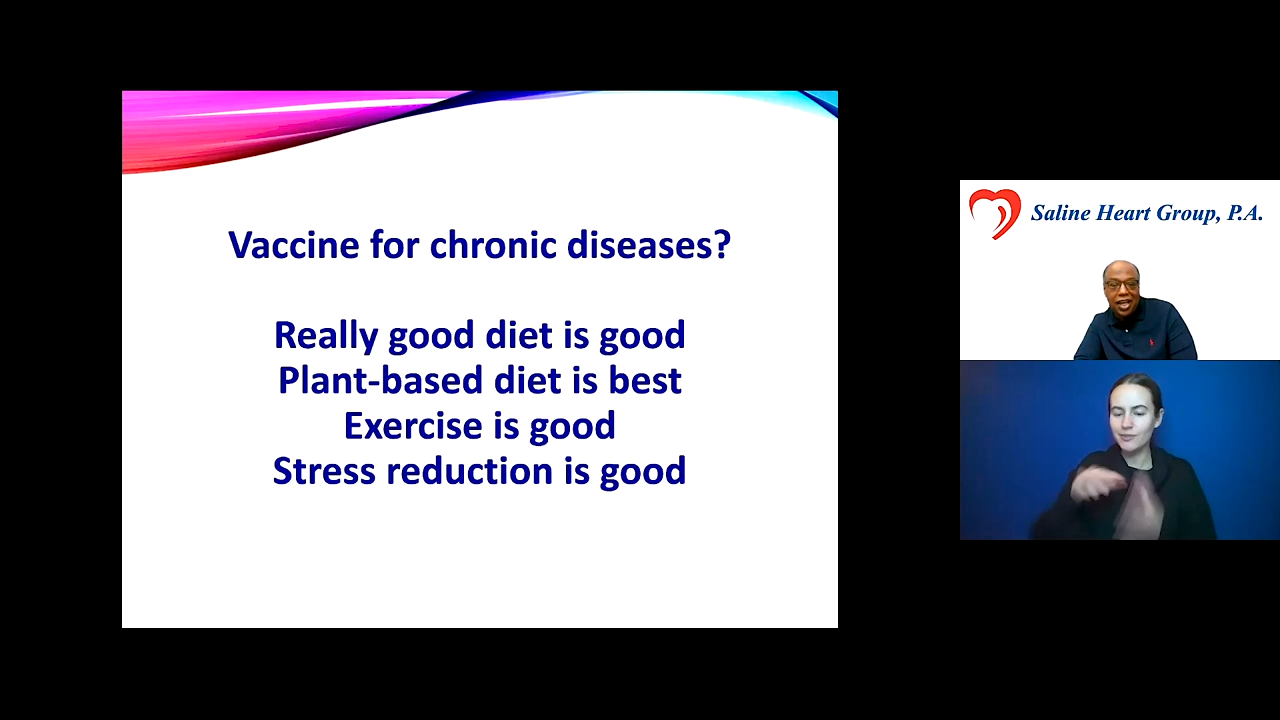 Vaccine for chronic diseases?
Really good diet is good
Plant-based diet is best
Exercise is good
Stress reduction is good
Saline Heart Group, P.A.